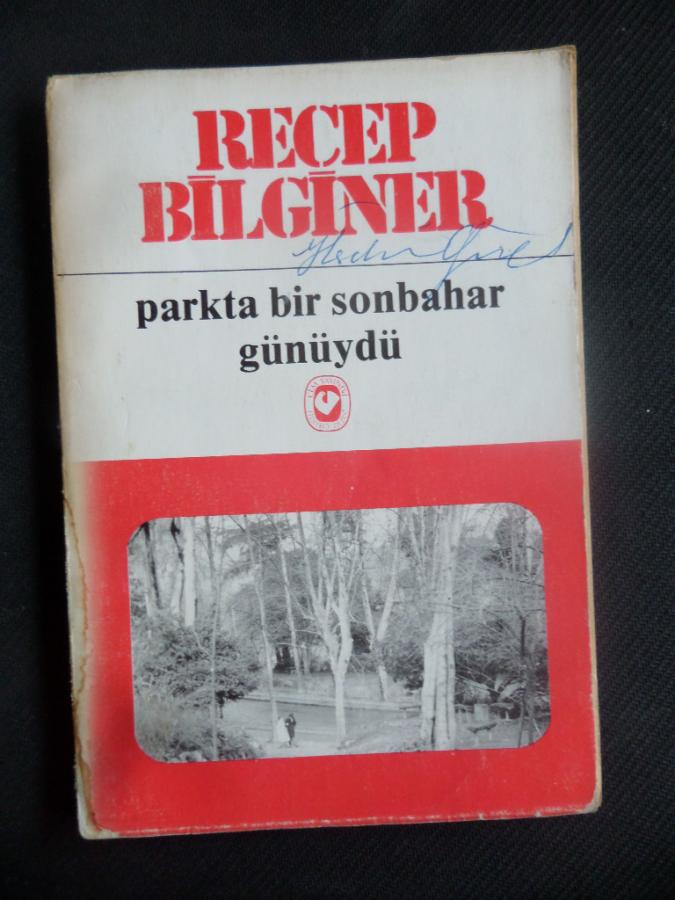 RECEP
BİLGİNER
parkta bir sonbahar
günüydü